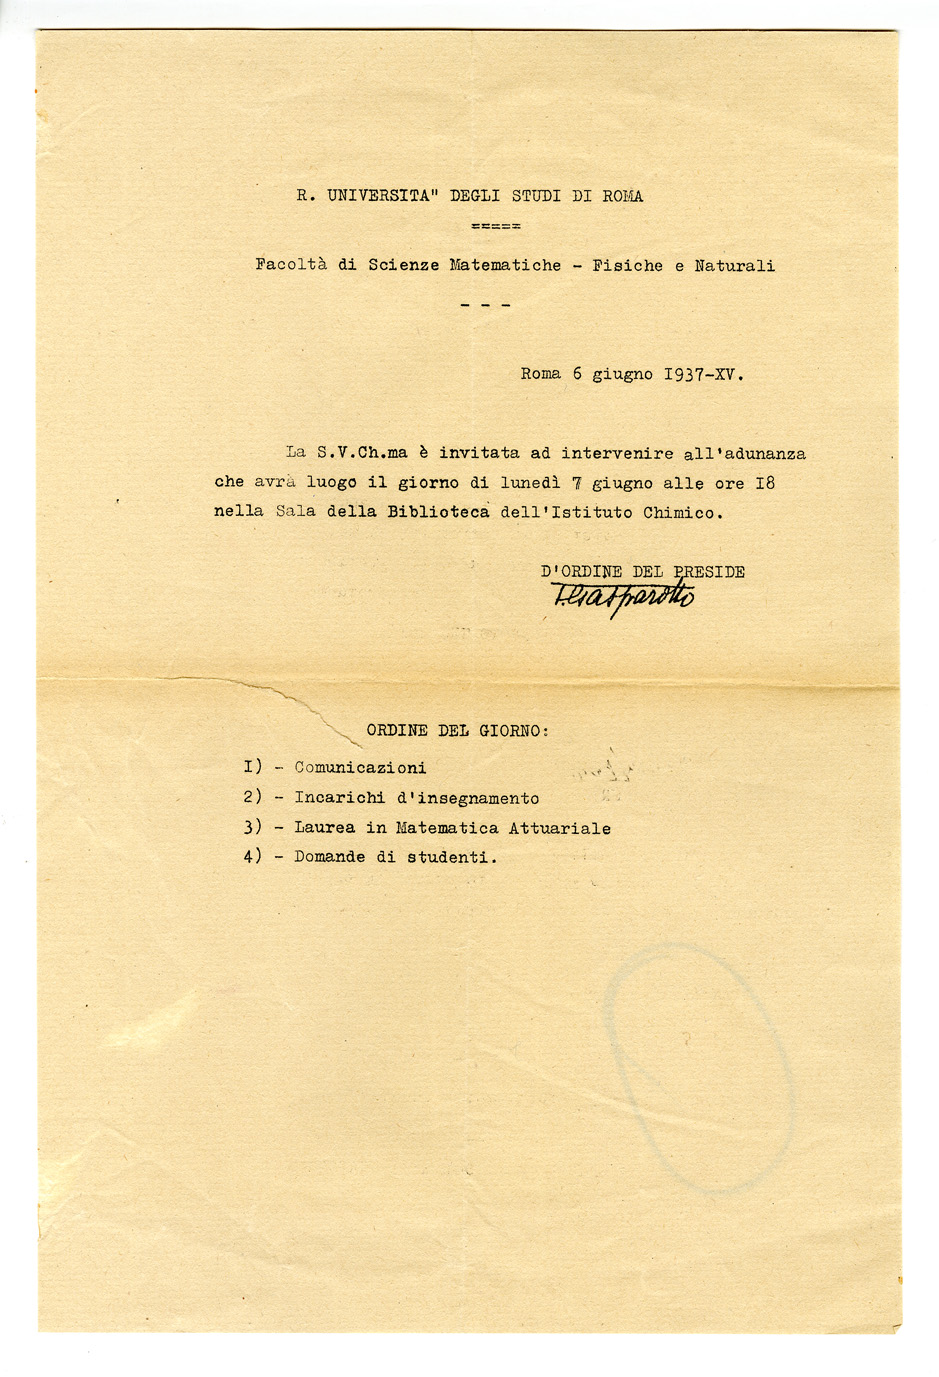 R. UNIVERSITA" DEGLI STUDI DI ROMA
=====
Facoltà di Scienze Matematiche - Fisiche e Naturali
- - -
Roma 6 giugno I937-XV.
La S.V.Ch.ma è invitata ad intervenire all'adunanza
che avrà luogo il giorno di lunedì 7 giugno alle ore I8
nella Sala della Biblioteca dell'Istituto Chimico.
D'ORDINE DEL PRESIDE
T. Gasparotto
ORDINE DEL GIORNO:
I) - Comunicazioni
2) - Incarichi d'insegnamento
3) - Laurea in Matematica Attuariale
4) - Domande di studenti.